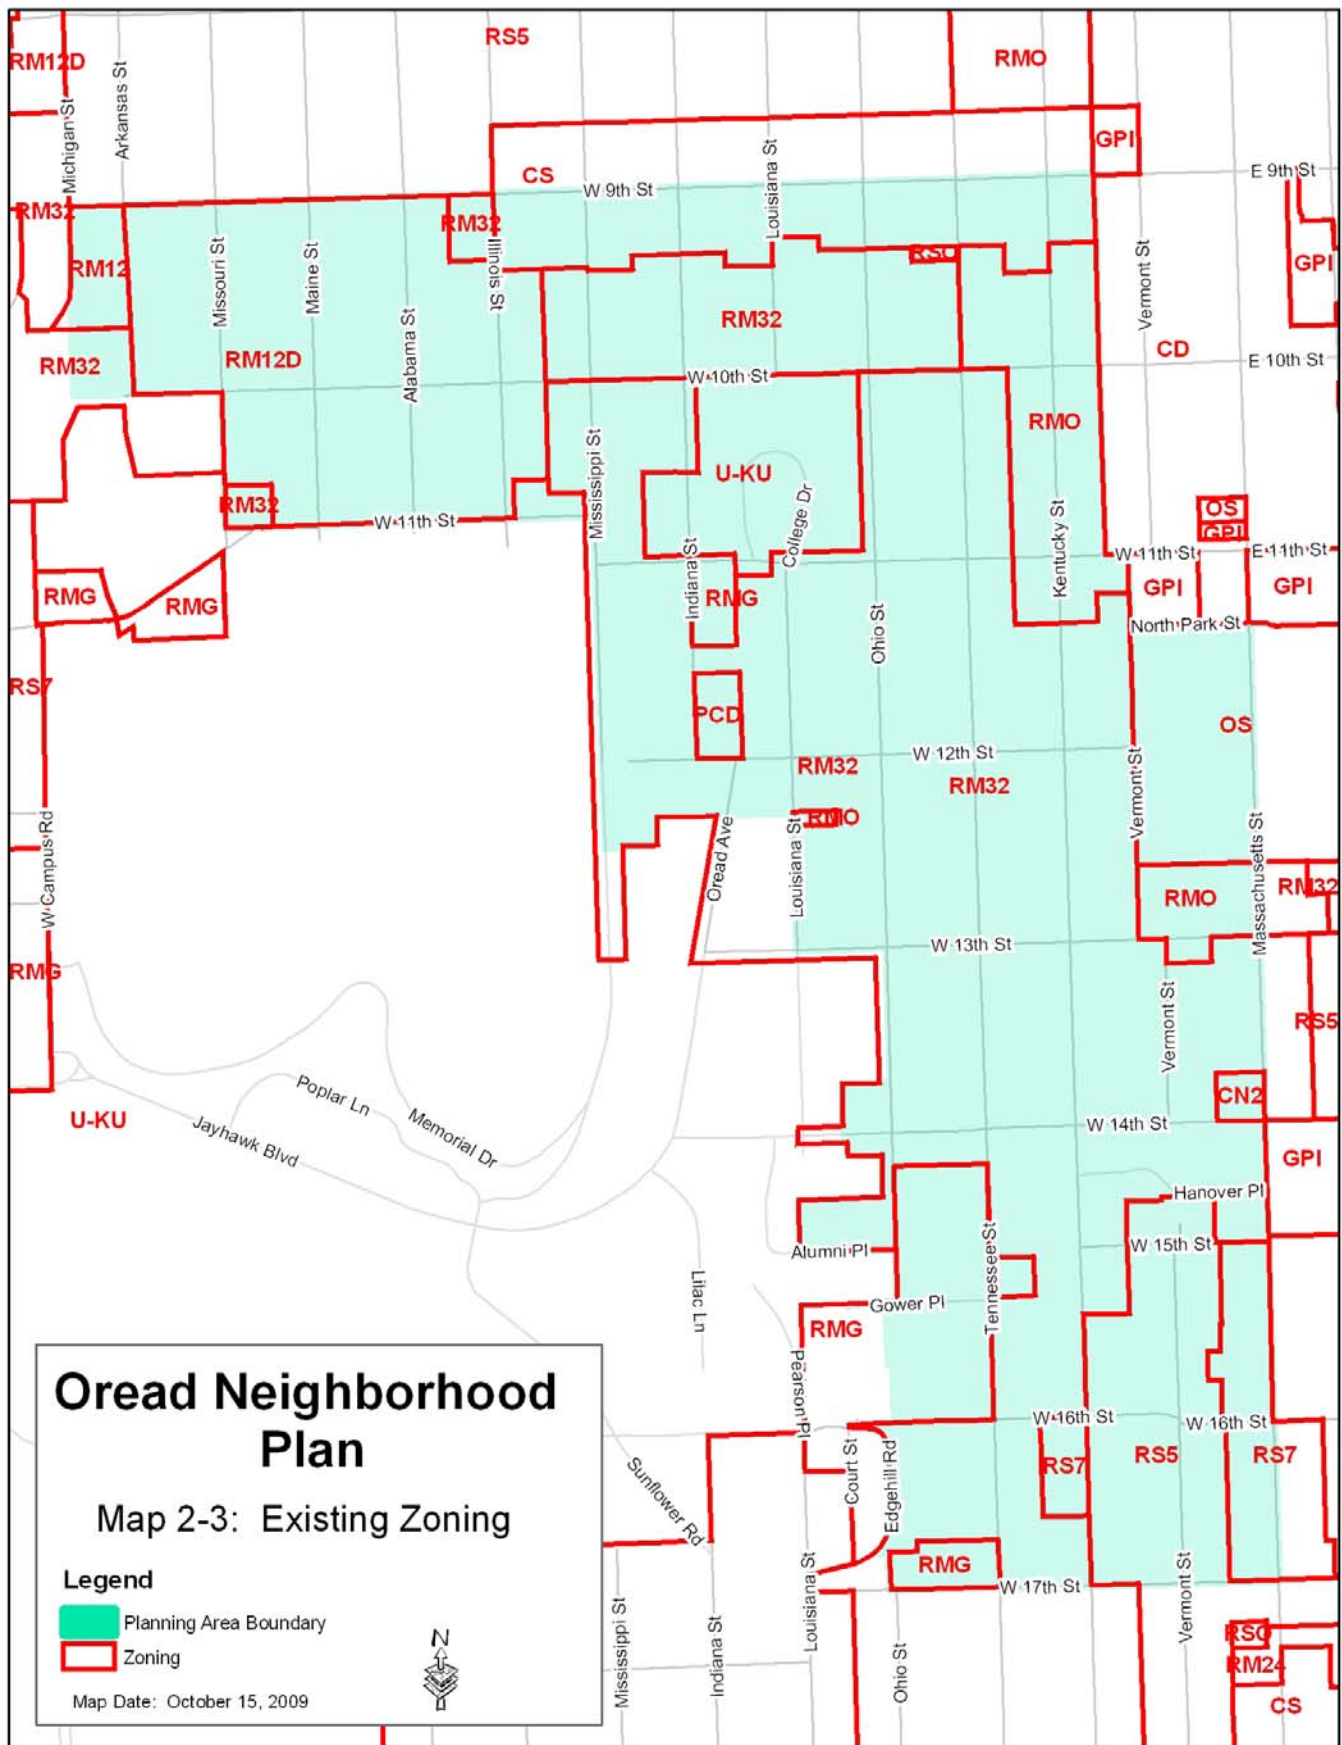 RS5
RM12D
RMO
Arkansas St
Michigan St
GPI
CS
Louisiana St
W 9th St
E 9th St
RM32
RM32
RM12
Missouri St
Maine St
Illinois St
RSO
Vermont St
GPI
Alabama St
RM32
RM32
RM12D
CD
E 10th St
W 10th St
RMO
Mississippi St
U-KU
College Dr
RM32
W 11th St
Kentucky St
OS
GPI
W 11th St
E 11th St
Indiana St
RMG
RMG
RMG
GPI
GPI
Ohio St
North Park St
RS7
PCD
OS
W 12th St
RM32
RM32
Vermont St
RMO
W Campus Rd
Oread Ave
Louisiana St
Massachusetts St
RMO
RM32
W 13th St
RMG
Vermont St
RS5
Poplar Ln
Memorial Dr
CN2
U-KU
Jayhawk Blvd
W 14th St
GPI
Hanover Pl
Alumni Pl
W 15th St
Tennessee St
Lilac Ln
Gower Pl
RMG
Pearson Pl
W 16th St
W 16th St
Court St
Edgehill Rd
RS7
RS5
RS7
Sunflower Rd
RMG
W 17th St
Louisiana St
Vermont St
Mississippi St
Indiana St
Ohio St
RSO
RM24
CS
Oread Neighborhood
Plan
Map 2-3: Existing Zoning
Legend
Planning Area Boundary
Zoning
N
Map Date: October 15, 2009